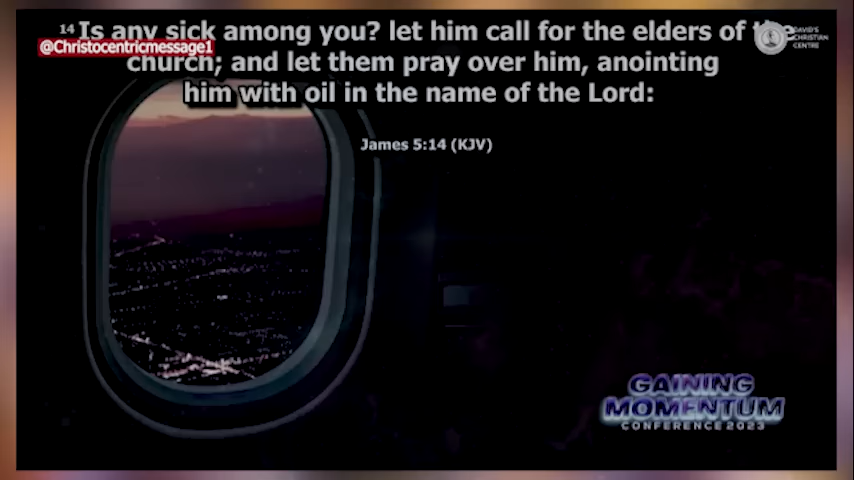 14 Is any sick among you? let him call for the elders of
@Christocentricmessage1
DAVID'S
CHRISTIAN
CENTRE
church; and let them pray over him, anointing
him with oil in the name of the Lord:
James 5:14 (KJV)
GAINING
MOMENTUM
CONFERENCE 2023